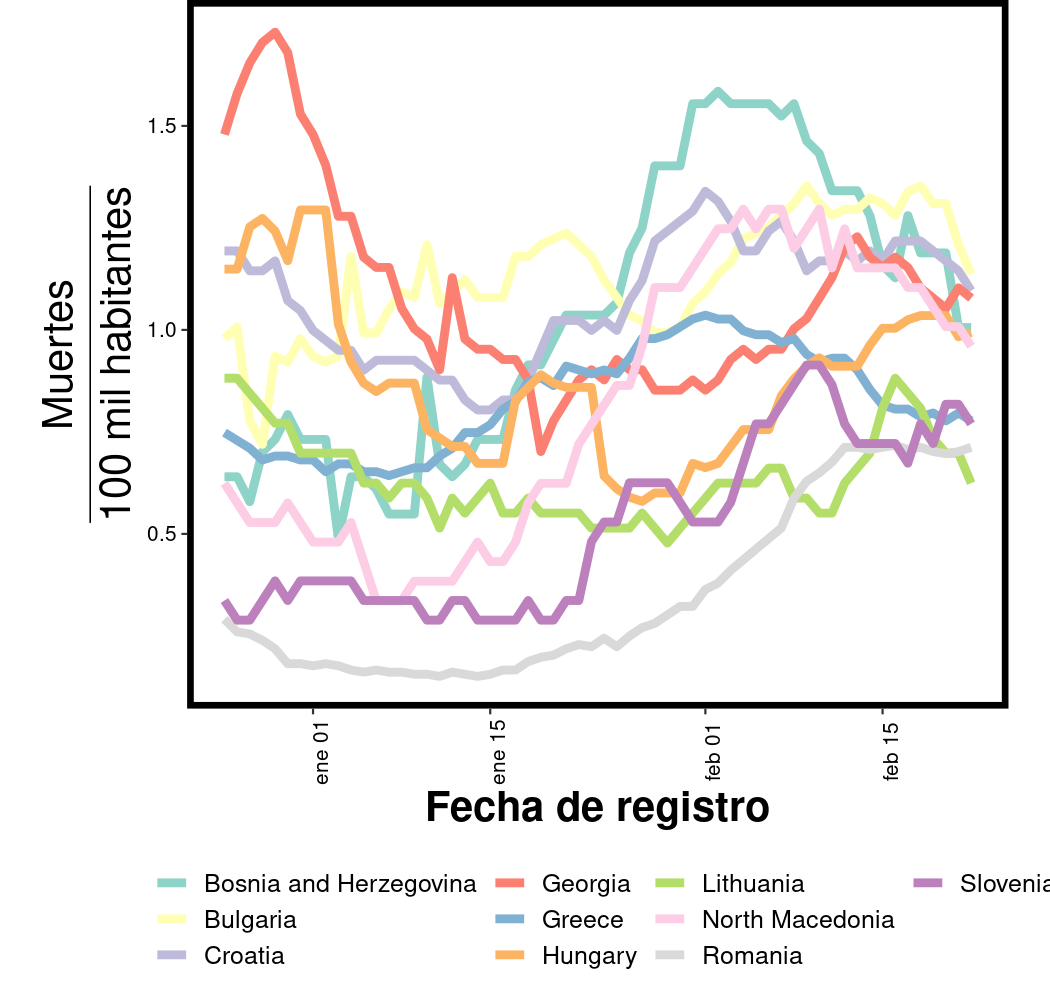 1.5
1.0
0.5
Muertes
100 mil habitantes
ene 01
ene 15
feb 01
feb 15
Fecha de registro
Bosnia and Herzegovina
Georgia
Lithuania
Slovenia
Bulgaria
Greece
North Macedonia
Croatia
Hungary
Romania